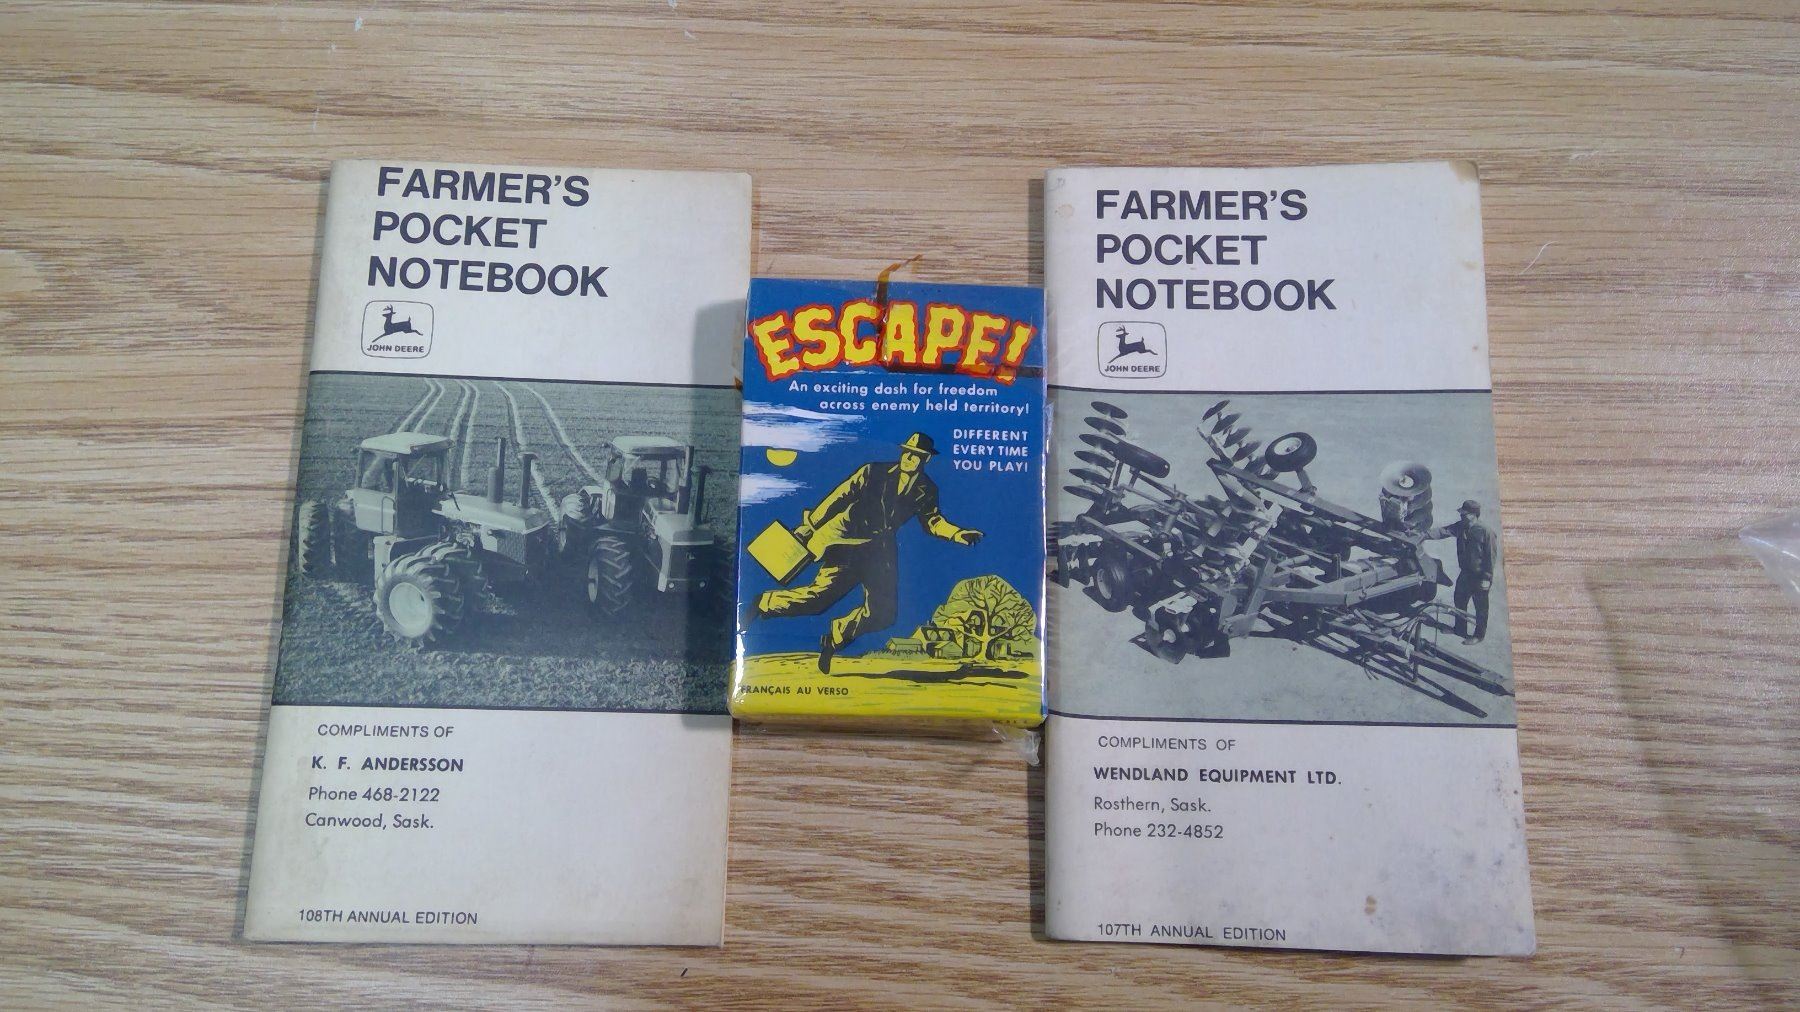 FARMER'S
POCKET
NOTEBOOK
JOHN DEERE
COMPLIMENTS OF
K. F. ANDERSSON
Phone 468-2122
Canwood, Sask.
108TH ANNUAL EDITION
ESCAPE!
An exciting dash for freedom
across enemy held territory!
DIFFERENT
EVERY TIME
YOU PLAY!
FRANÇAIS AU VERSO
FARMER'S
POCKET
NOTEBOOK
JOHN DEERE
COMPLIMENTS OF
WENDLAND EQUIPMENT LTD.
Rosthern, Sask.
Phone 232-4852
107TH ANNUAL EDITION